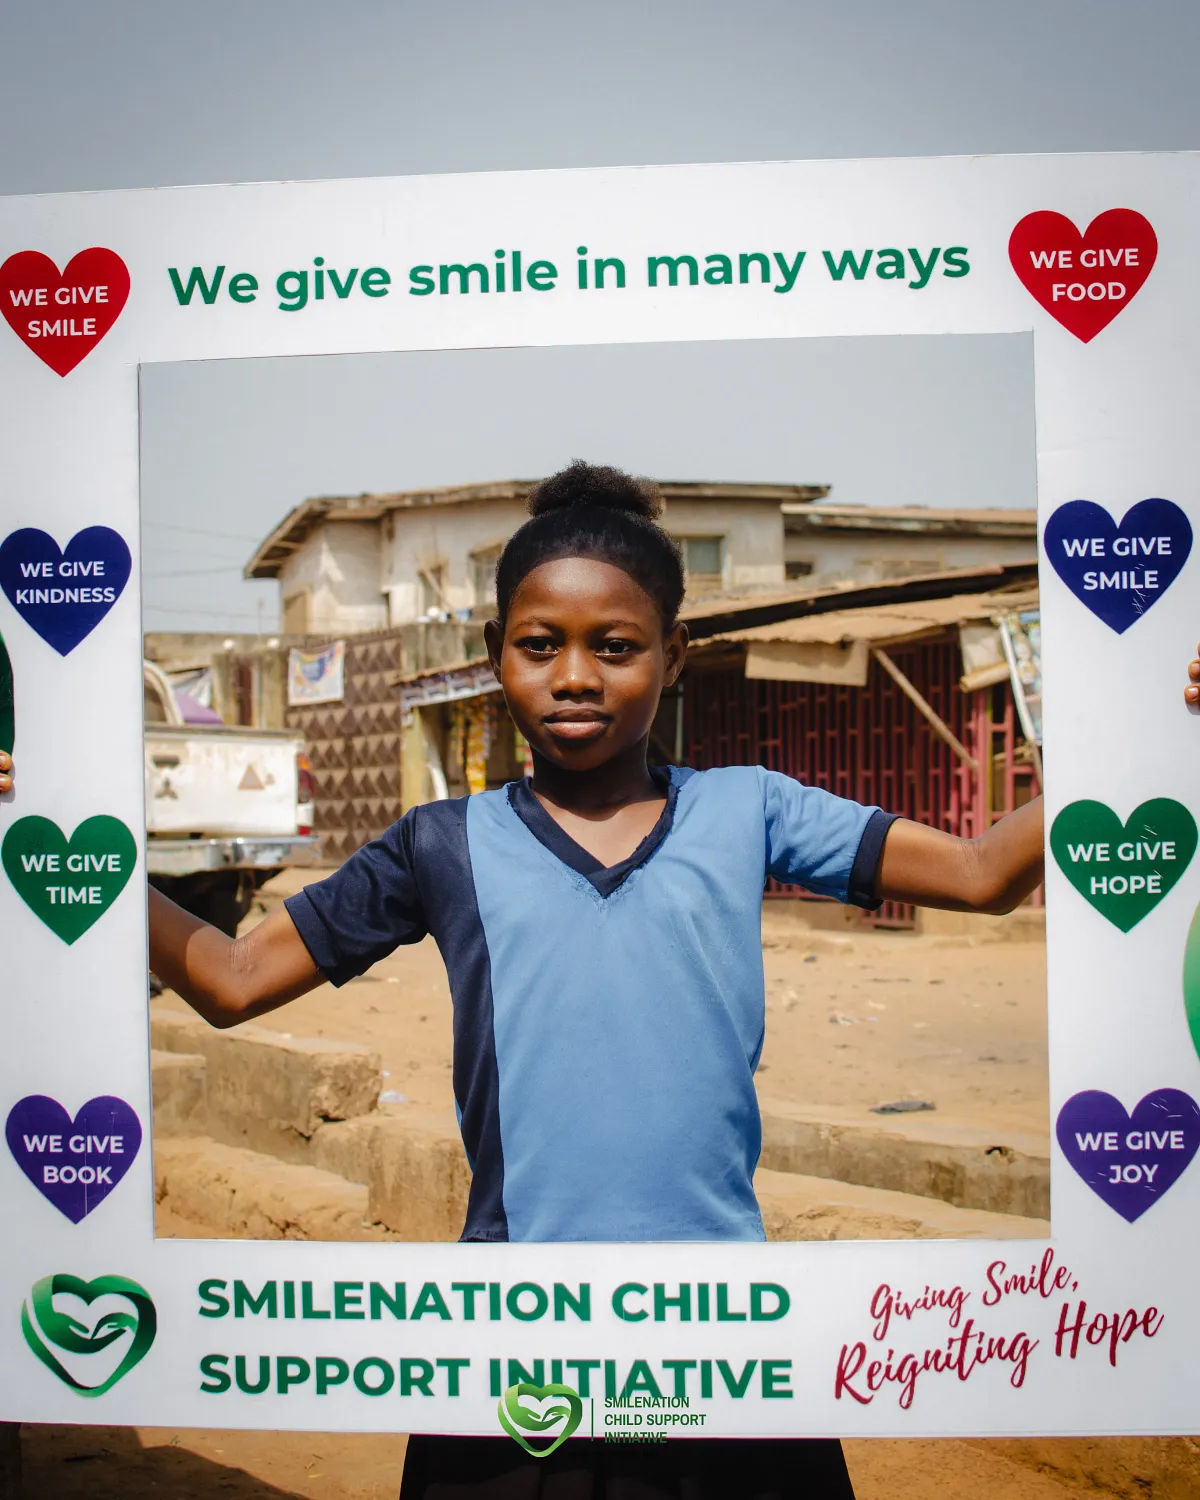 We give smile in many ways
WE GIVE
SMILE
WE GIVE
FOOD
WE GIVE
KINDNESS
WE GIVE
SMILE
WE GIVE
TIME
WE GIVE
HOPE
WE GIVE
BOOK
WE GIVE
JOY
SMILENATION CHILD
SUPPORT INITIATIVE
Giving Smile,
Reigniting Hope
SMILENATION
CHILD SUPPORT
INITIATIVE